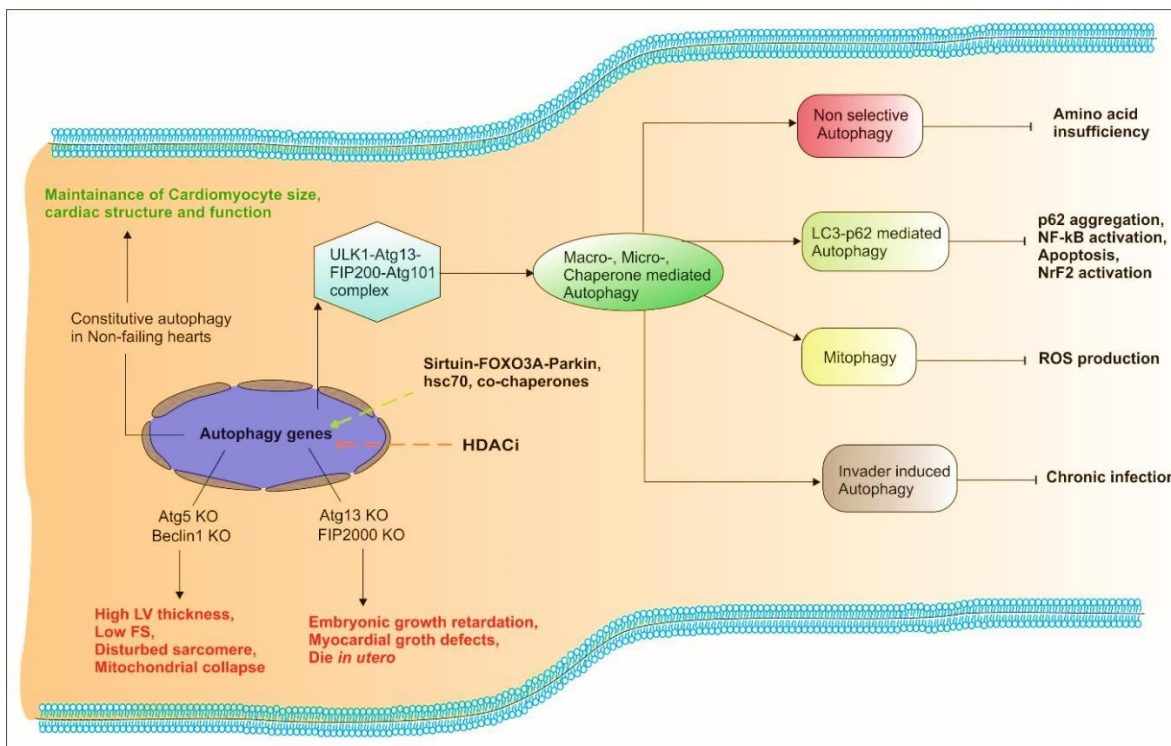 Maintainance of Cardiomyocyte size,
cardiac structure and function
Constitutive autophagy
in Non-failing hearts
ULK1-Atg13-
FIP200-Atg101
complex
Sirtuin-FOXO3A-Parkin,
hsc70, co-chaperones
HDACi
Autophagy genes
Atg5 KO
Beclin1 KO
Atg13 KO
FIP2000 KO
High LV thickness,
Low FS,
Disturbed sarcomere,
Mitochondrial collapse
Embryonic growth retardation,
Myocardial groth defects,
Die in utero
Macro-, Micro-,
Chaperone mediated
Autophagy
Non selective
Autophagy
Amino acid
insufficiency
LC3-p62 mediated
Autophagy
p62 aggregation,
NF-kB activation,
Apoptosis,
NrF2 activation
Mitophagy
ROS production
Invader induced
Autophagy
Chronic infection